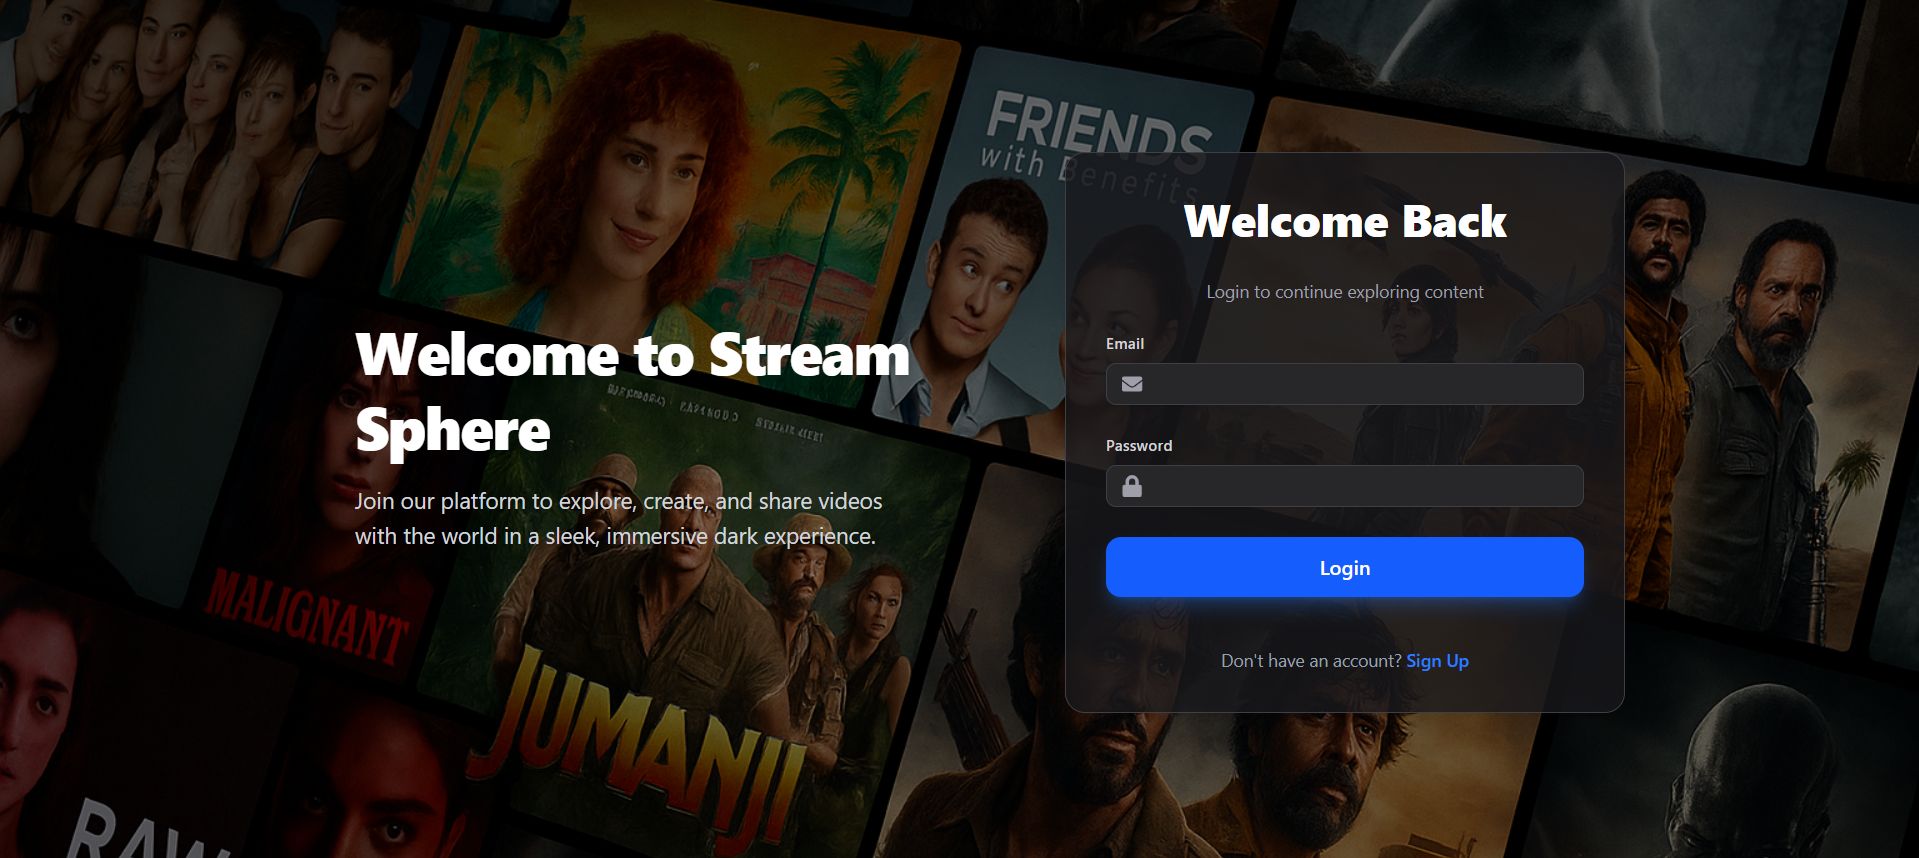 FRIENDS
with Benefits
Welcome to Stream
Sphere
Join our platform to explore, create, and share videos
with the world in a sleek, immersive dark experience.
MALIGNANT
JUMANJI
RAW
Welcome Back
Login to continue exploring content
Email
Password
Login
Don't have an account? Sign Up